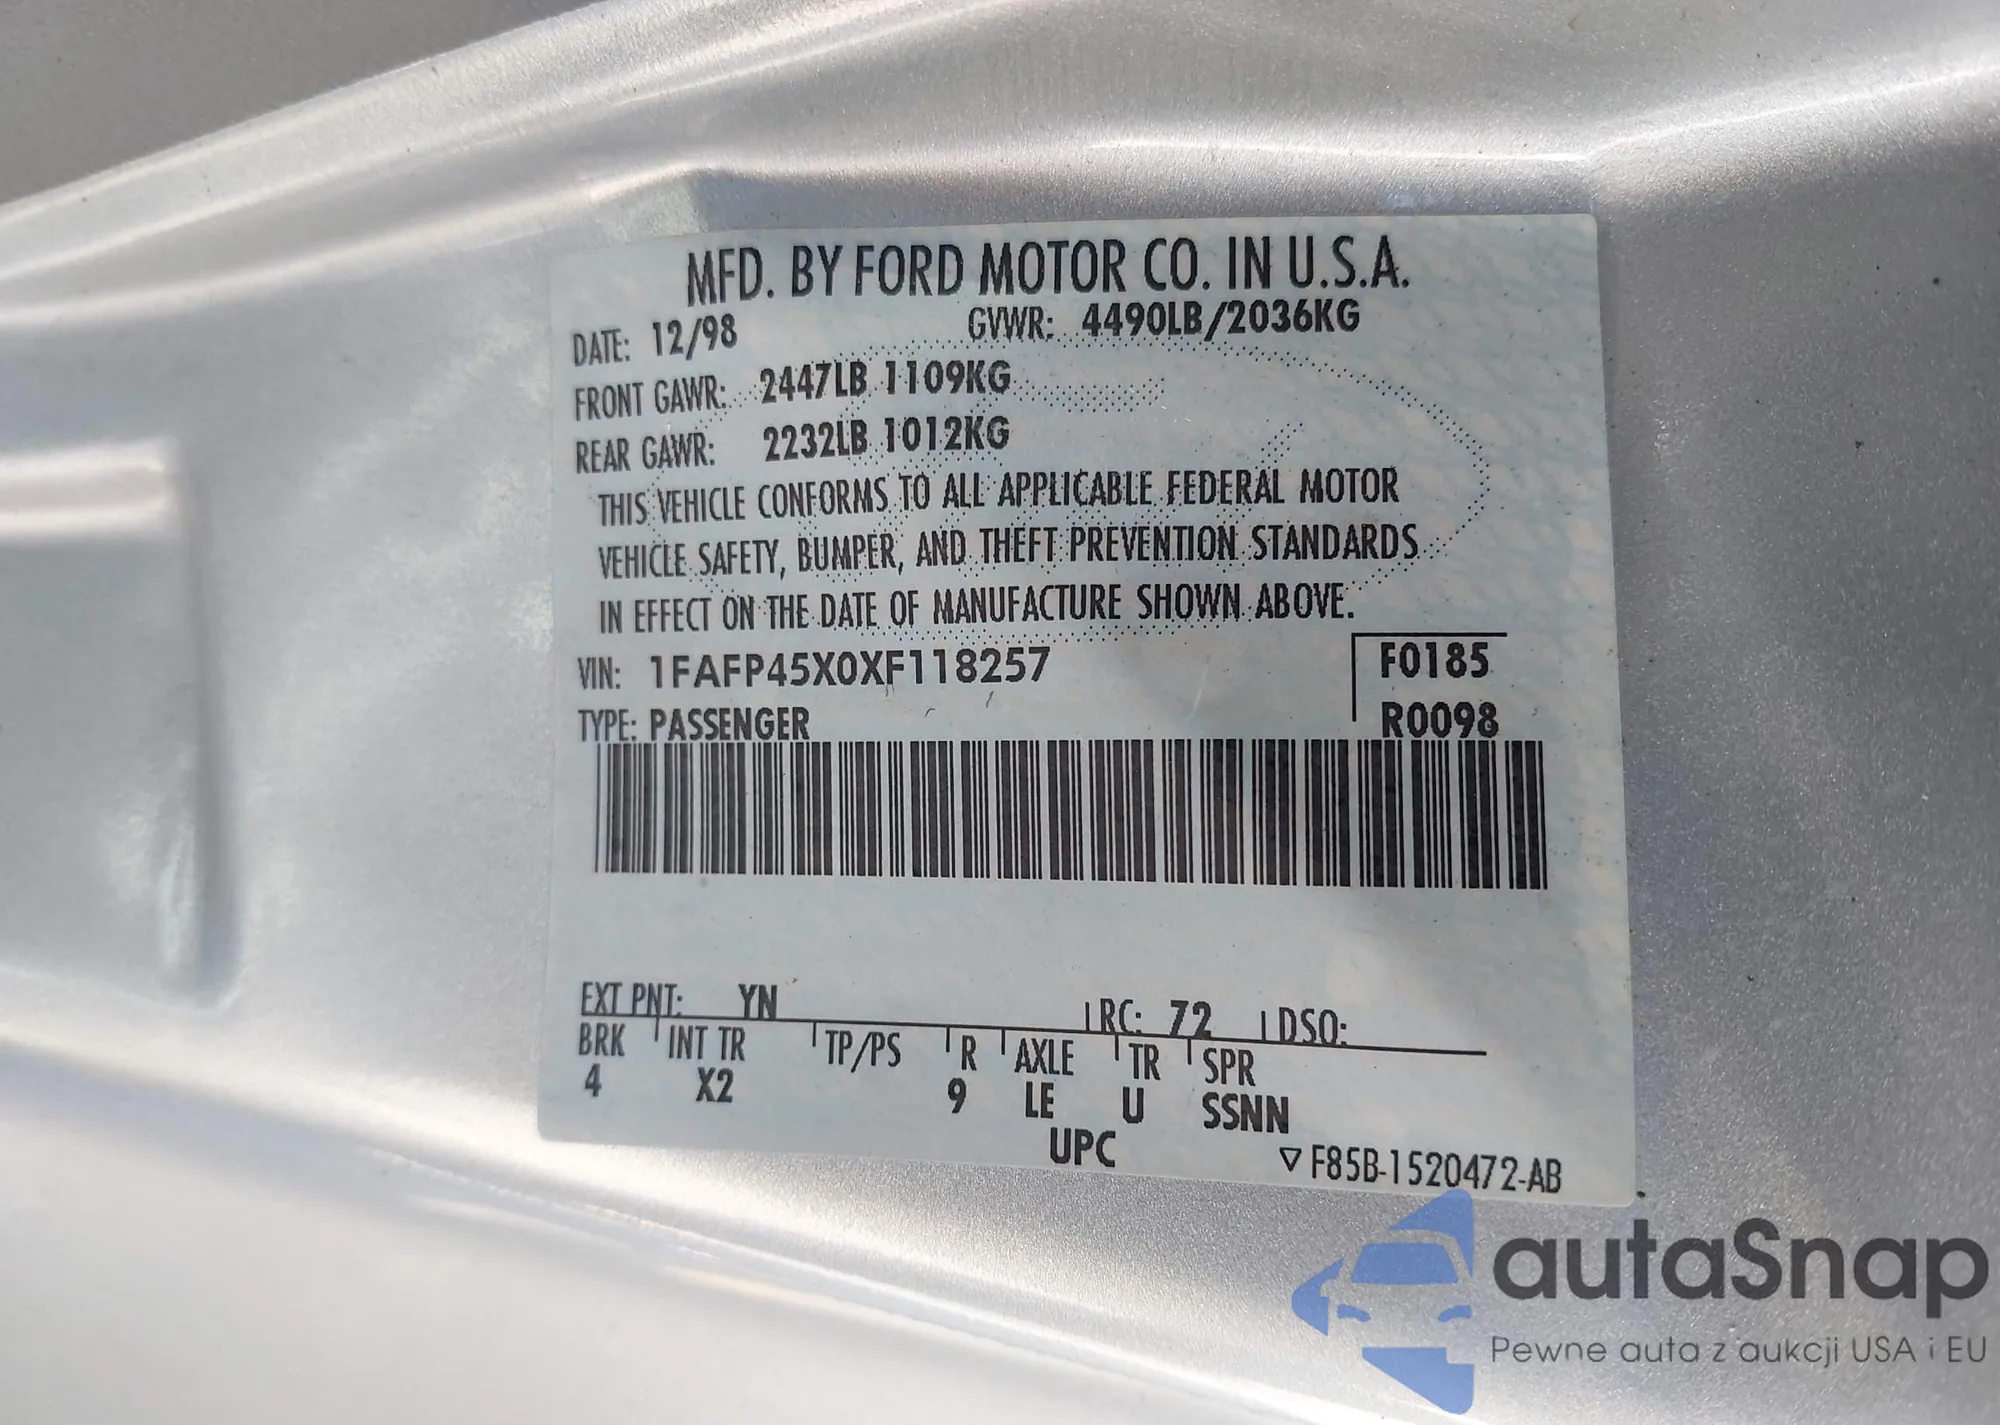 MFD. BY FORD MOTOR CO. IN U.S.A.
DATE: 12/98 GVWR: 4490LB/2036KG
FRONT GAWR: 2447LB 1109KG
REAR GAWR: 2232LB 1012KG
THIS VEHICLE CONFORMS TO ALL APPLICABLE FEDERAL MOTOR
VEHICLE SAFETY, BUMPER, AND THEFT PREVENTION STANDARDS
IN EFFECT ON THE DATE OF MANUFACTURE SHOWN ABOVE.
VIN: 1FAFP45X0XF118257 F0185
TYPE: PASSENGER R0098
EXT PNT: YN RC: 72 DSO:
BRK INT TR TP/PS R AXLE TR SPR
4 X2 9 LE U SSNN
UPC ▽ F85B-1520472-AB
autaSnap
Pewne auta z aukcji USA i EU